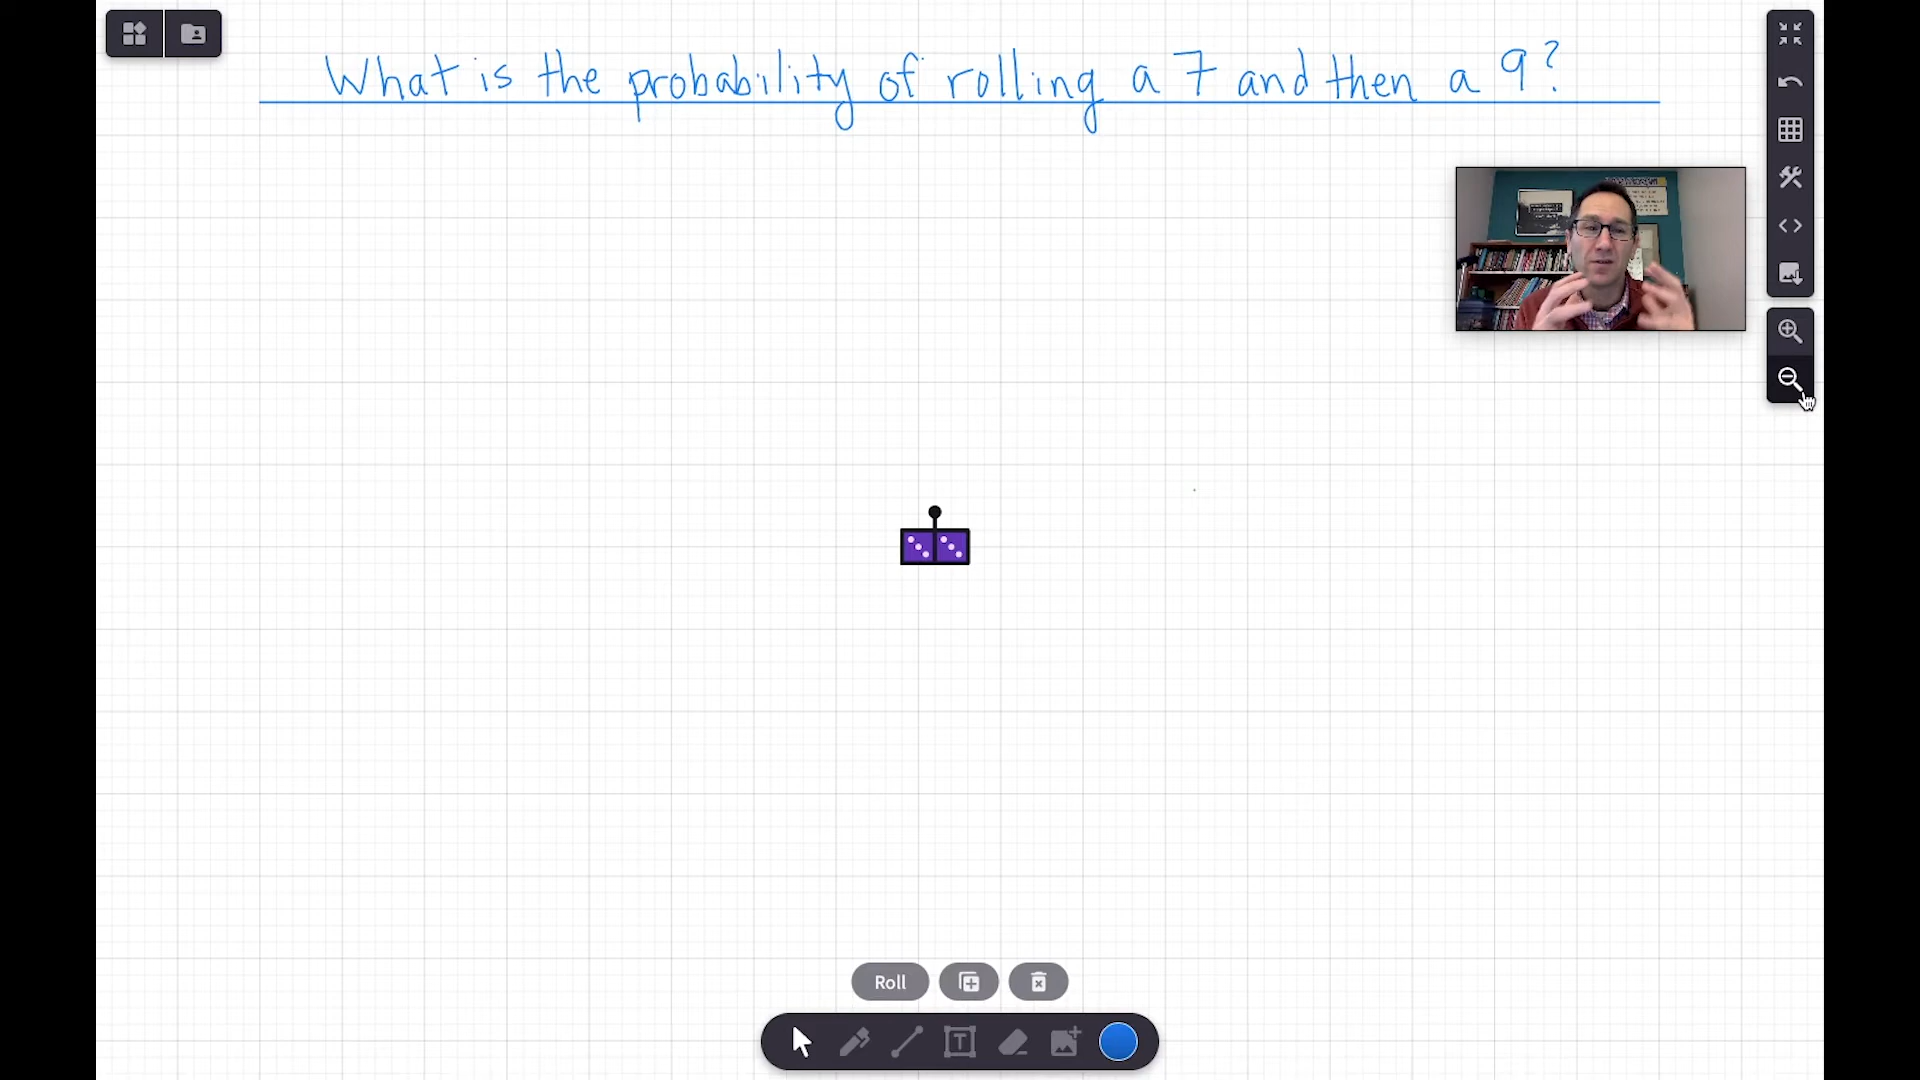 What is the probability of rolling a 7 and then a 9?
Roll